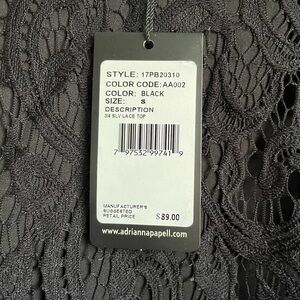 STYLE: 17PB20310
COLOR CODE:AA002
COLOR: BLACK
SIZE: S
DESCRIPTION
3/4 SLV LACE TOP
7 97532 99741 9
MANUFACTURER'S
SUGGESTED
RETAIL PRICE
$89.00
www.adriannapapell.com